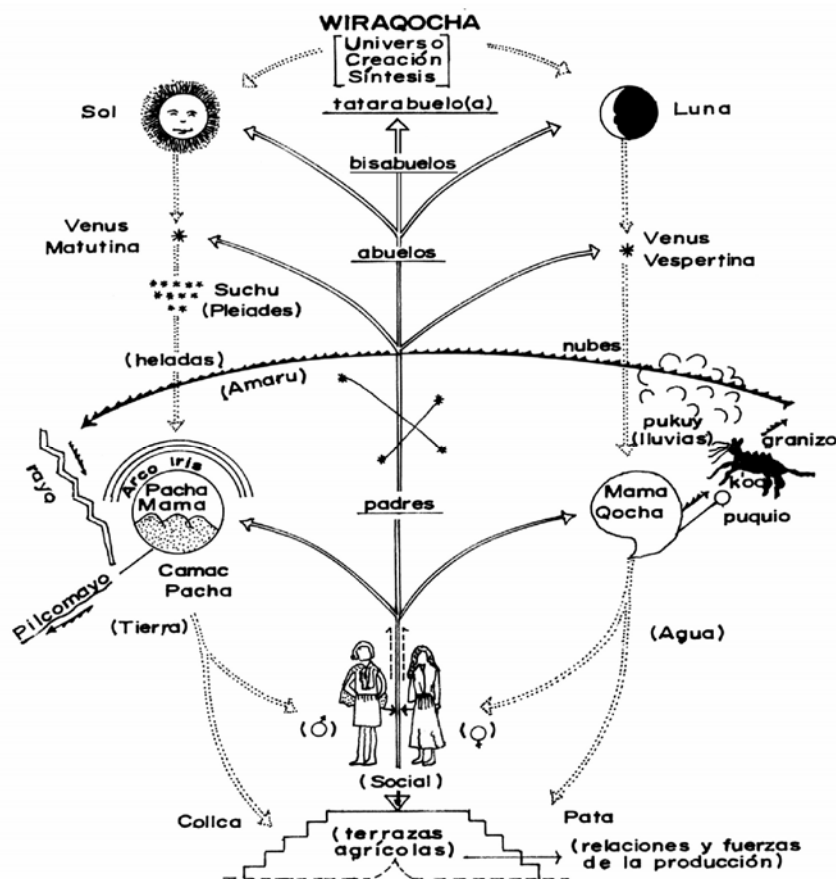 WIRAQOCHA
Universo
Creación
Síntesis
tatarabuelo(a)
Sol
Luna
bisabuelos
Venus
Matutina
abuelos
Venus
Vespertina
Suchu
(Pleiades)
nubes
(heladas)
(Amaru)
pukuy
(lluvias)
granizo
rayo
Arco Iris
k'oa
Pacha
Mama
padres
Mama
Qocha
puquio
Camac
Pacha
Pilcomayo
(Tierra)
(Agua)
(♂)
(♀)
(Social)
Collca
Pata
(terrazas
agrícolas)
(relaciones y fuerzas
de la producción)